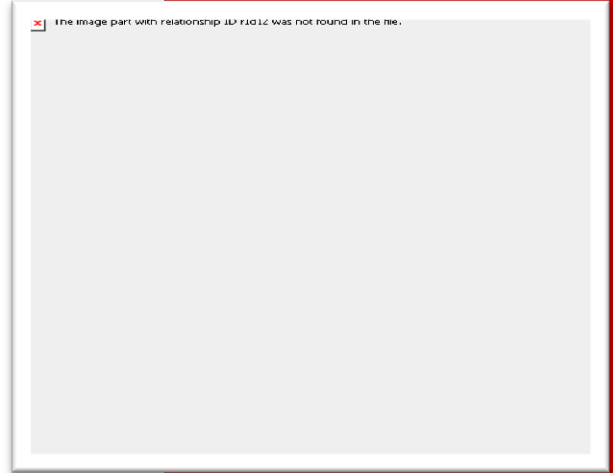 The image part with relationship ID rId12 was not found in the file.